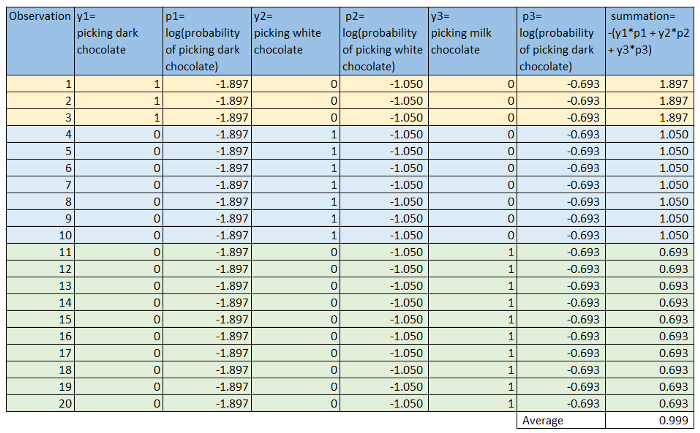 Observation y1= p1= y2= p2= y3= p3= summation=
picking dark log(probability picking white log(probability picking milk log(probability -(y1*p1 + y2*p2
chocolate of picking dark chocolate of picking white chocolate of picking dark + y3*p3)
chocolate) chocolate) chocolate)
1 1 -1.897 0 -1.050 0 -0.693 1.897
2 1 -1.897 0 -1.050 0 -0.693 1.897
3 1 -1.897 0 -1.050 0 -0.693 1.897
4 0 -1.897 1 -1.050 0 -0.693 1.050
5 0 -1.897 1 -1.050 0 -0.693 1.050
6 0 -1.897 1 -1.050 0 -0.693 1.050
7 0 -1.897 1 -1.050 0 -0.693 1.050
8 0 -1.897 1 -1.050 0 -0.693 1.050
9 0 -1.897 1 -1.050 0 -0.693 1.050
10 0 -1.897 1 -1.050 0 -0.693 1.050
11 0 -1.897 0 -1.050 1 -0.693 0.693
12 0 -1.897 0 -1.050 1 -0.693 0.693
13 0 -1.897 0 -1.050 1 -0.693 0.693
14 0 -1.897 0 -1.050 1 -0.693 0.693
15 0 -1.897 0 -1.050 1 -0.693 0.693
16 0 -1.897 0 -1.050 1 -0.693 0.693
17 0 -1.897 0 -1.050 1 -0.693 0.693
18 0 -1.897 0 -1.050 1 -0.693 0.693
19 0 -1.897 0 -1.050 1 -0.693 0.693
20 0 -1.897 0 -1.050 1 -0.693 0.693
Average 0.999